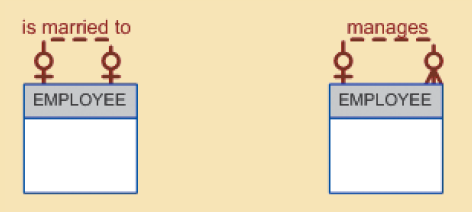 is married to
manages
EMPLOYEE
EMPLOYEE